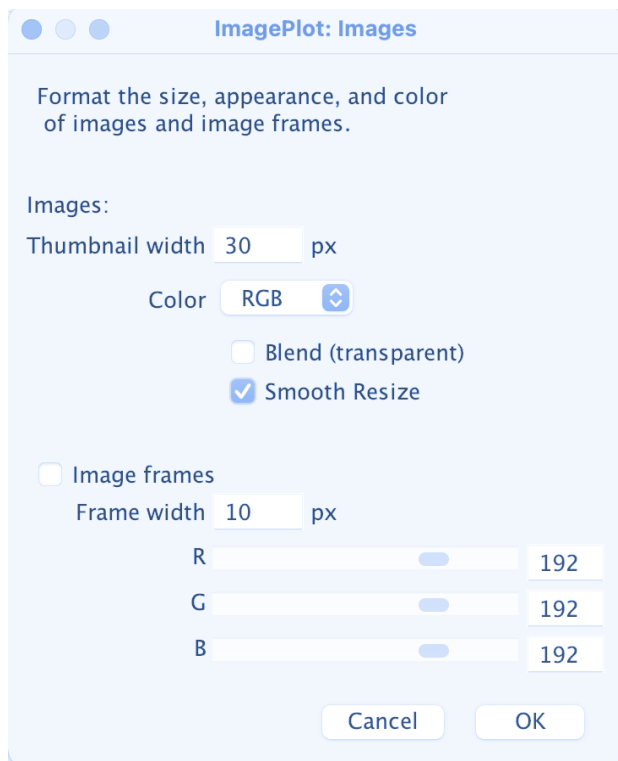 ImagePlot: Images
Format the size, appearance, and color
of images and image frames.
Images:
Thumbnail width 30 px
Color RGB
Blend (transparent)
Smooth Resize
Image frames
Frame width 10 px
R 192
G 192
B 192
Cancel OK